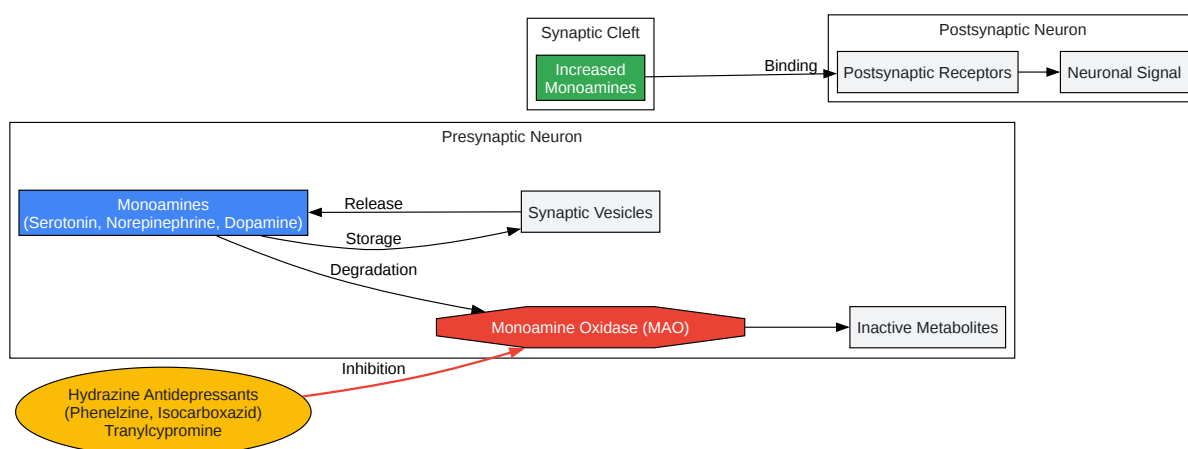 Synaptic Cleft
Increased
Monoamines
Binding
Postsynaptic Neuron
Postsynaptic Receptors
Neuronal Signal
Presynaptic Neuron
Monoamines
(Serotonin, Norepinephrine, Dopamine)
Release
Storage
Synaptic Vesicles
Degradation
Monoamine Oxidase (MAO)
Inactive Metabolites
Inhibition
Hydrazine Antidepressants
(Phenelzine, Isocarboxazid)
Tranylcypromine